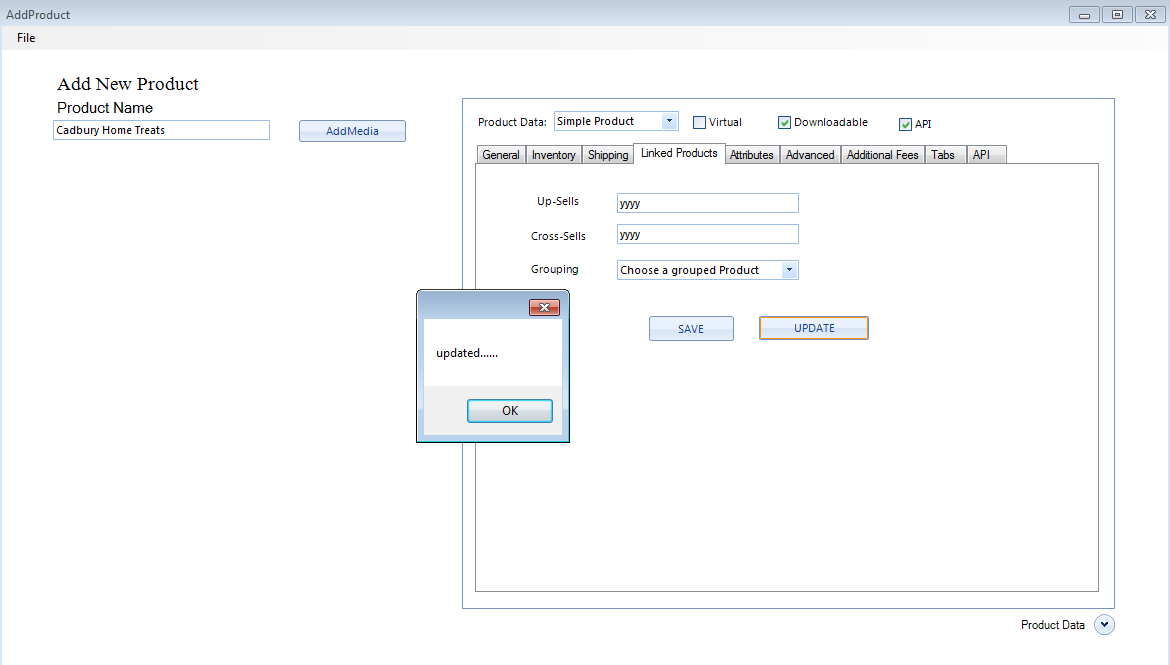 AddProduct
File
Add New Product
Product Name
Cadbury Home Treats
AddMedia
Product Data: Simple Product Virtual Downloadable API
General Inventory Shipping Linked Products Attributes Advanced Additional Fees Tabs API
Up-Sells yyyy
Cross-Sells yyyy
Grouping Choose a grouped Product
SAVE UPDATE
updated......
OK
Product Data